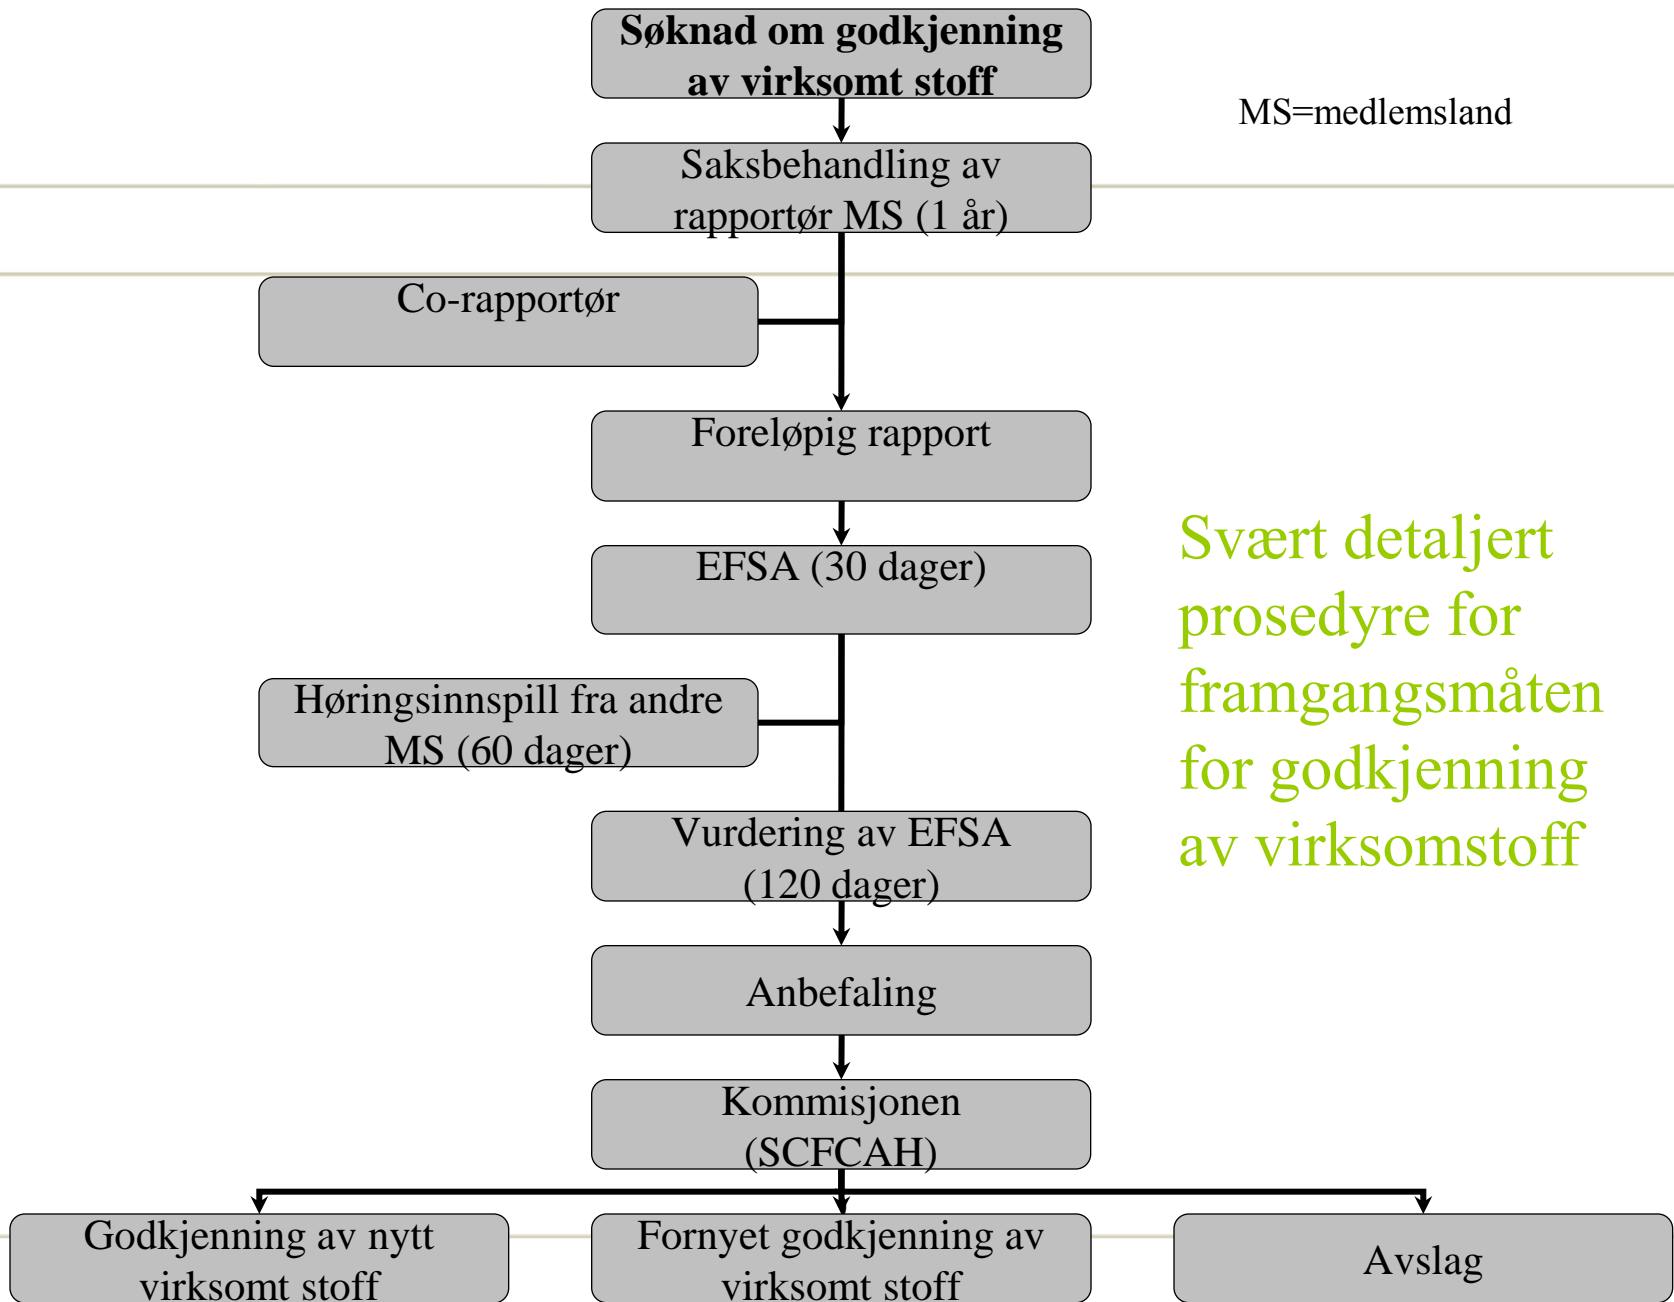 Søknad om godkjenning
av virksomt stoff
MS=medlemsland
Saksbehandling av
rapportør MS (1 år)
Co-rapportør
Foreløpig rapport
EFSA (30 dager)
Høringsinnspill fra andre
MS (60 dager)
Svært detaljert
prosedyre for
framgangsmåten
for godkjenning
av virksomstoff
Vurdering av EFSA
(120 dager)
Anbefaling
Kommisjonen
(SCFCAH)
Godkjenning av nytt
virksomt stoff
Fornyet godkjenning av
virksomt stoff
Avslag